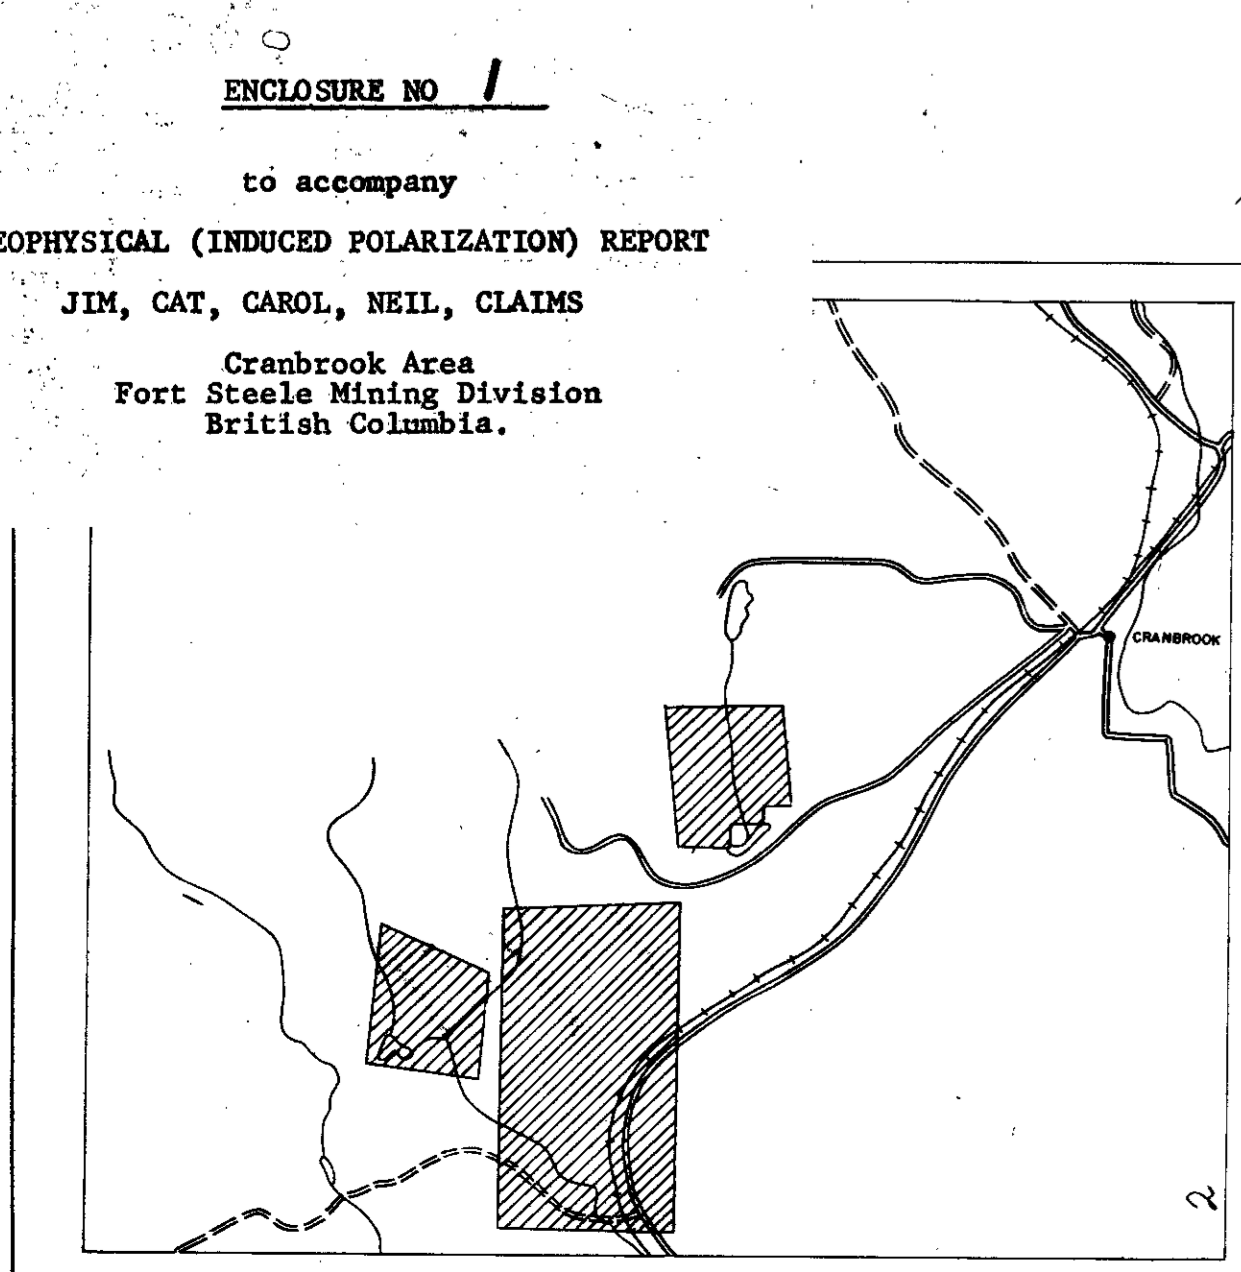 ENCLOSURE NO 1
to accompany
EOPHYSICAL (INDUCED POLARIZATION) REPORT
JIM, CAT, CAROL, NEIL, CLAIMS
Cranbrook Area
Fort Steele Mining Division
British Columbia.
CRANBROOK
2